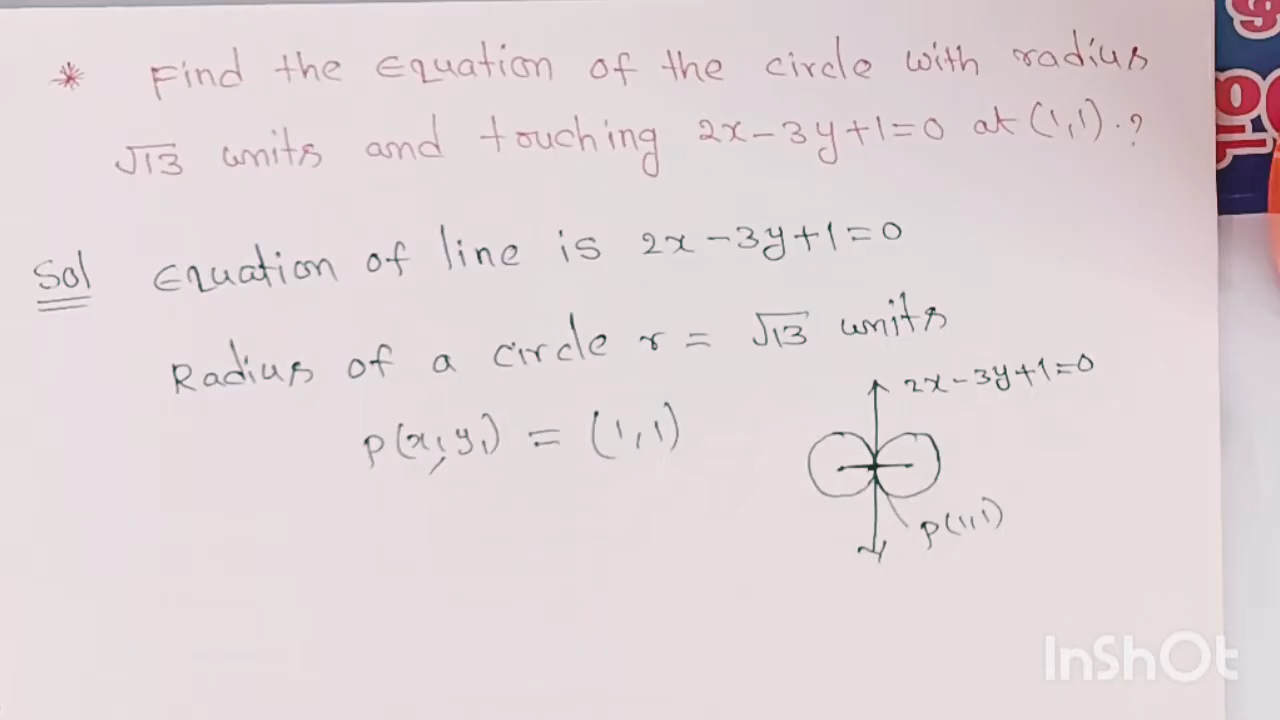 * Find the Equation of the circle with radius
√13 units and touching 2x-3y+1=0 at (1,1).?
Sol Equation of line is 2x-3y+1=0
Radius of a circle r = √13 units
2x-3y+1=0
P(x₁,y₁) = (1,1)
P(1,1)
InShOt